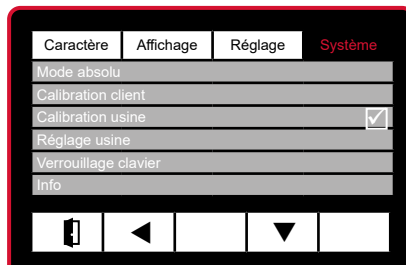 Caractère Affichage Réglage Système
Mode absolu
Calibration client
Calibration usine
Réglage usine
Verrouillage clavier
Info